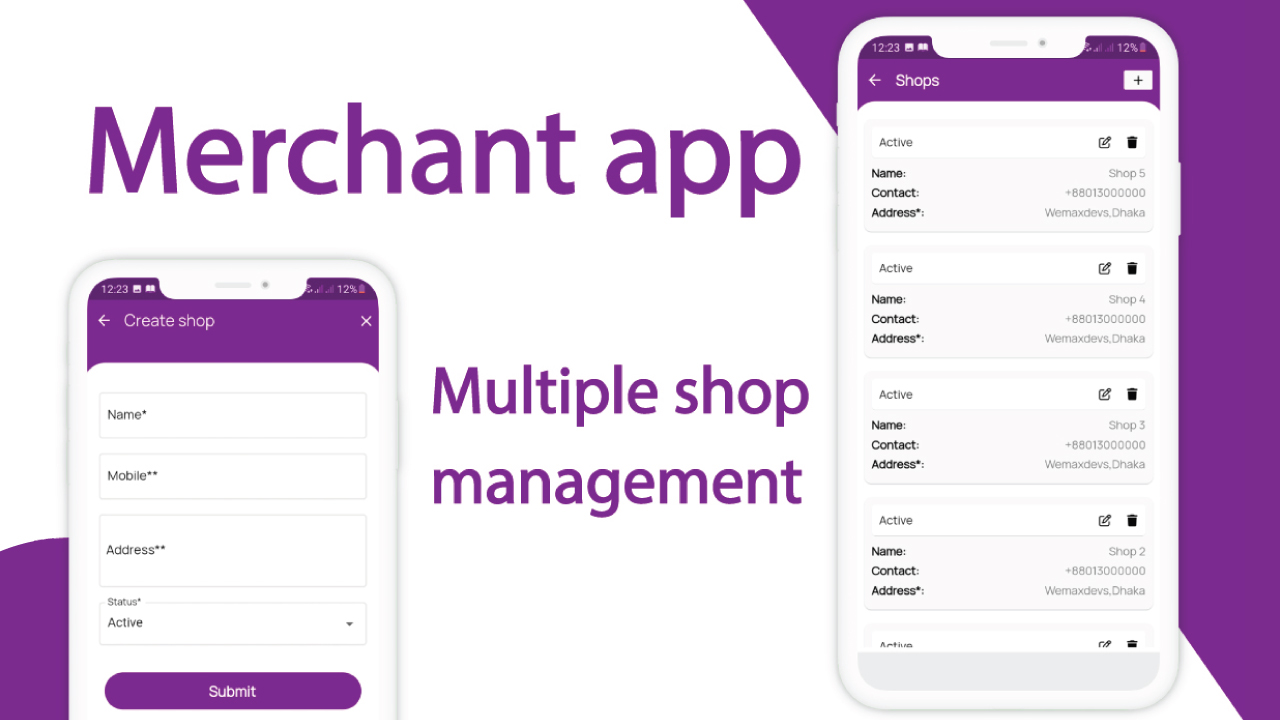 Merchant app
Multiple shop
management
12:23
12%
Create shop
Name*
Mobile**
Address**
Status*
Active
Submit
12:23
12%
Shops
+
Active
Name: Shop 5
Contact: +88013000000
Address*: Wemaxdevs,Dhaka
Active
Name: Shop 4
Contact: +88013000000
Address*: Wemaxdevs,Dhaka
Active
Name: Shop 3
Contact: +88013000000
Address*: Wemaxdevs,Dhaka
Active
Name: Shop 2
Contact: +88013000000
Address*: Wemaxdevs,Dhaka
Active